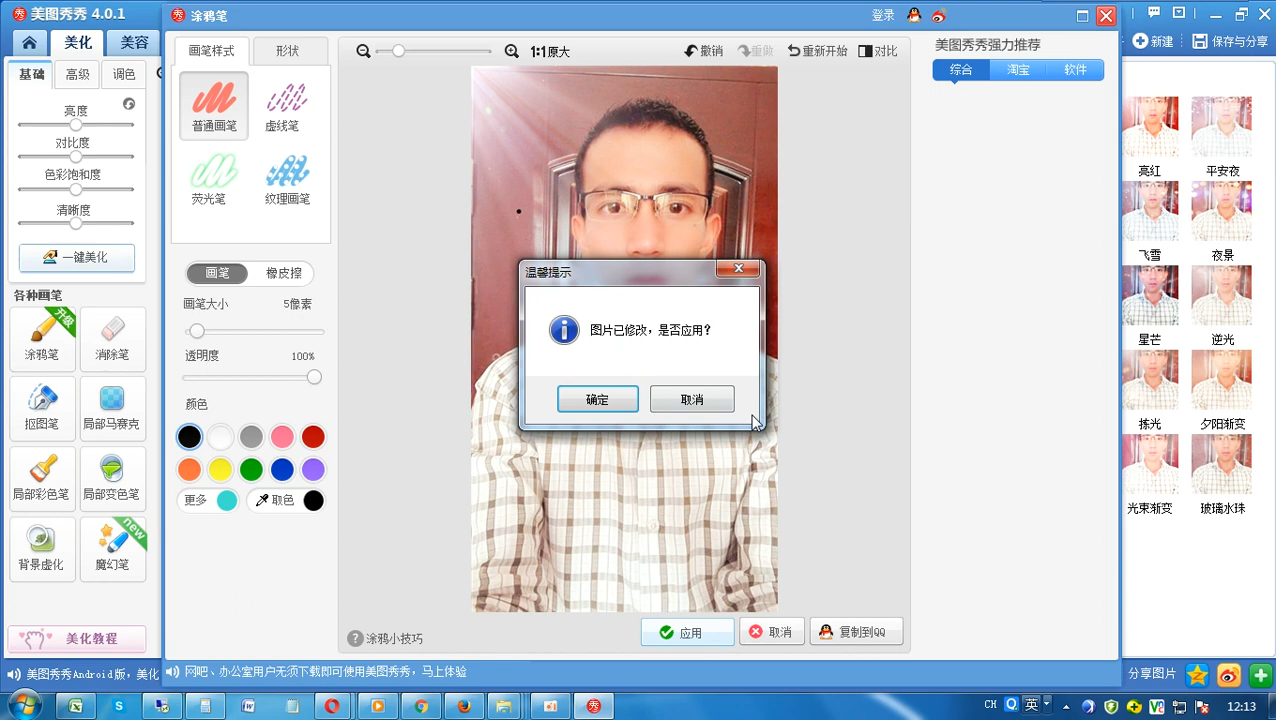 美图秀秀 4.0.1
涂鸦笔
登录
美化
美容
新建
保存与分享
基础
高级
调色
亮度
对比度
色彩饱和度
清晰度
一键美化
各种画笔
涂鸦笔
升级
消除笔
抠图笔
局部马赛克
局部彩色笔
局部变色笔
背景虚化
魔幻笔
new
美化教程
美图秀秀Android版，美化
画笔样式
形状
普通画笔
虚线笔
荧光笔
纹理画笔
画笔
橡皮擦
画笔大小
5像素
透明度
100%
颜色
更多
取色
1:1原大
撤销
重做
重新开始
对比
温馨提示
图片已修改，是否应用？
确定
取消
涂鸦小技巧
应用
取消
复制到QQ
网吧、办公室用户无须下载即可使用美图秀秀，马上体验
美图秀秀强力推荐
综合
淘宝
软件
亮红
平安夜
飞雪
夜景
星芒
逆光
拣光
夕阳渐变
光束渐变
玻璃水珠
分享图片
CH
英
12:13